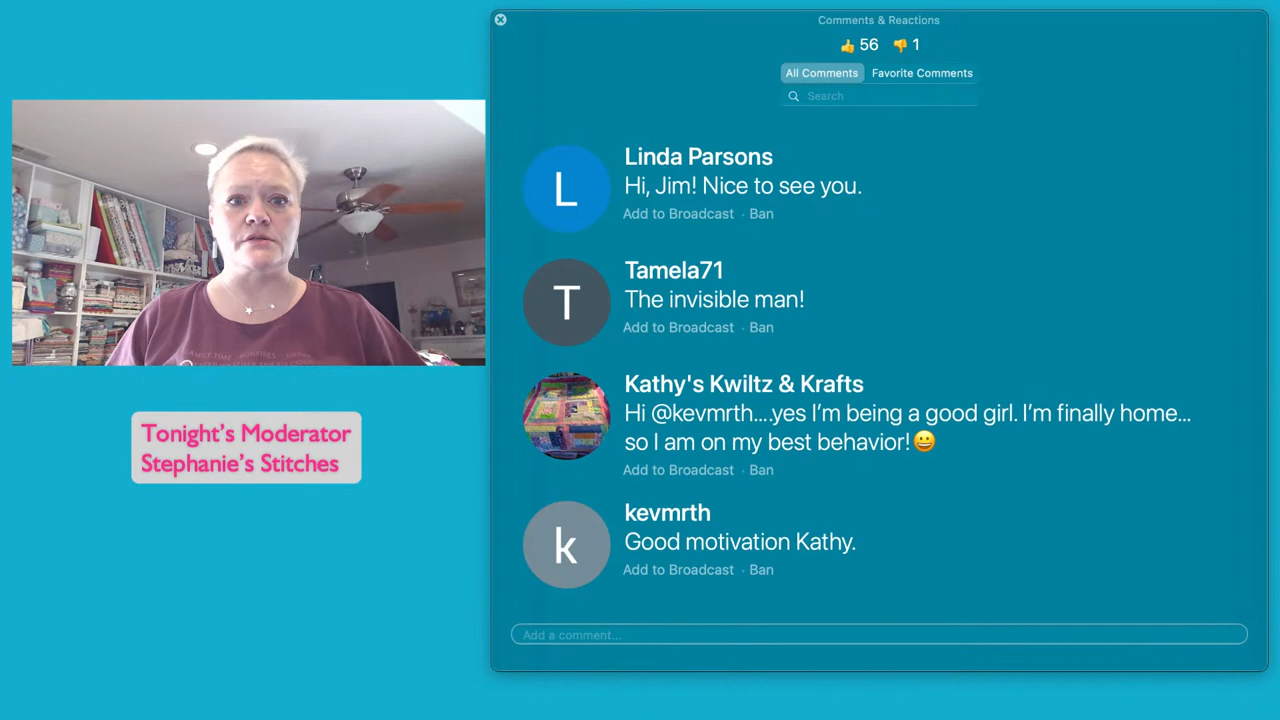 Comments & Reactions
👍 56 👎 1
All Comments Favorite Comments
Search
L
Linda Parsons
Hi, Jim! Nice to see you.
Add to Broadcast · Ban
T
Tamela71
The invisible man!
Add to Broadcast · Ban
Kathy's Kwiltz & Krafts
Hi @kevmrth....yes I'm being a good girl. I'm finally home...
so I am on my best behavior!😀
Add to Broadcast · Ban
k
kevmrth
Good motivation Kathy.
Add to Broadcast · Ban
Add a comment...
Tonight's Moderator
Stephanie's Stitches